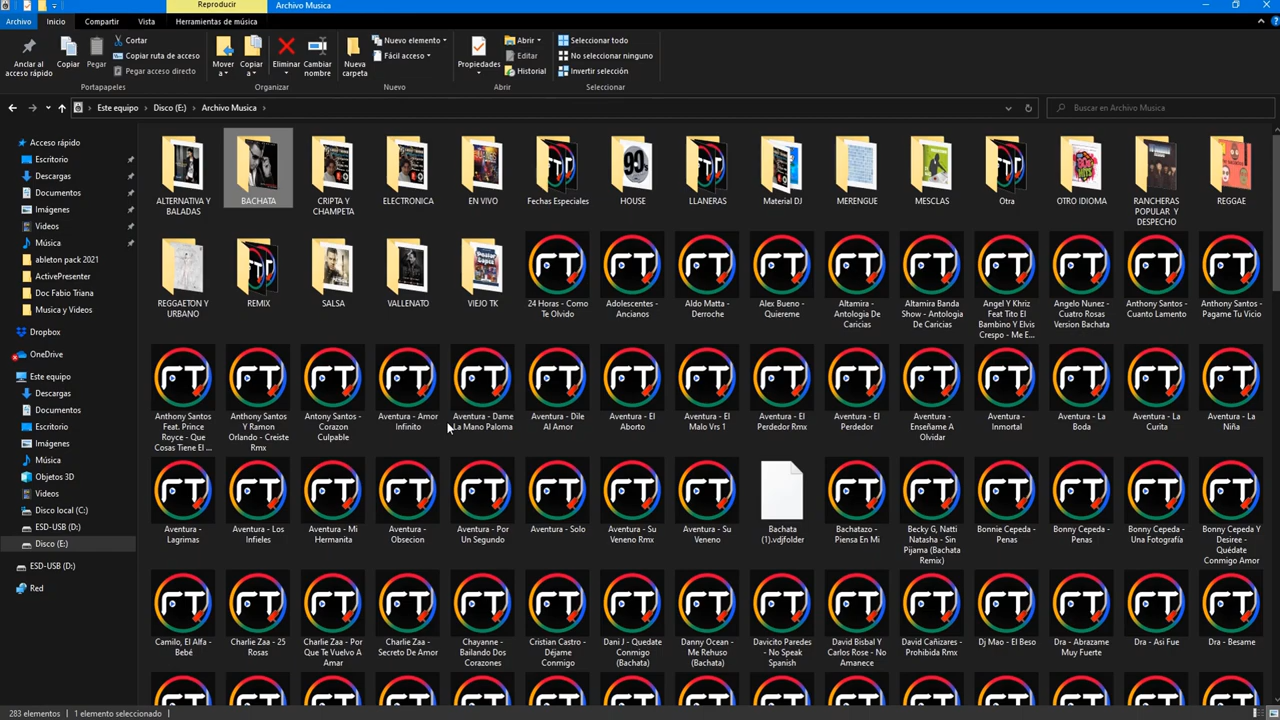 Reproducir
Archivo Musica
Archivo
Inicio
Compartir
Vista
Herramientas de música
Anclar al
acceso rápido
Copiar
Pegar
Cortar
Copiar ruta de acceso
Pegar acceso directo
Portapapeles
Mover
a
Copiar
a
Eliminar
Cambiar
nombre
Organizar
Nueva
carpeta
Nuevo elemento
Fácil acceso
Nuevo
Propiedades
Abrir
Editar
Historial
Abrir
Seleccionar todo
No seleccionar ninguno
Invertir selección
Seleccionar
Este equipo
Disco (E:)
Archivo Musica
Buscar en Archivo Musica
Acceso rápido
Escritorio
Descargas
Documentos
Imágenes
Videos
Música
ableton pack 2021
ActivePresenter
Doc Fabio Triana
Musica y Videos
Dropbox
OneDrive
Este equipo
Descargas
Documentos
Escritorio
Imágenes
Música
Objetos 3D
Videos
Disco local (C:)
ESD-USB (D:)
Disco (E:)
ESD-USB (D:)
Red
ALTERNATIVA Y
BALADAS
BACHATA
CRIPTA Y
CHAMPETA
ELECTRONICA
EN VIVO
Fechas Especiales
HOUSE
LLANERAS
Material DJ
MERENGUE
MESCLAS
Otra
OTRO IDIOMA
RANCHERAS
POPULAR Y
DESPECHO
REGGAE
REGGAETON Y
URBANO
REMIX
SALSA
VALLENATO
VIEJO TK
24 Horas - Como
Te Olvido
Adolescentes -
Ancianos
Aldo Matta -
Derroche
Alex Bueno -
Quiereme
Altamira -
Antologia De
Caricias
Altamira Banda
Show - Antologia
De Caricias
Angel Y Khriz
Feat Tito El
Bambino Y Elvis
Crespo - Me E...
Angelo Nunez -
Cuatro Rosas
Version Bachata
Anthony Santos -
Cuanto Lamento
Anthony Santos -
Pagame Tu Vicio
Anthony Santos
Feat. Prince
Royce - Que
Cosas Tiene El ...
Anthony Santos
Y Ramon
Orlando - Creiste
Rmx
Antony Santos -
Corazon
Culpable
Aventura - Amor
Infinito
Aventura - Dame
La Mano Paloma
Aventura - Dile
Al Amor
Aventura - El
Aborto
Aventura - El
Malo Vrs 1
Aventura - El
Perdedor Rmx
Aventura - El
Perdedor
Aventura -
Enseñame A
Olvidar
Aventura -
Inmortal
Aventura - La
Boda
Aventura - La
Curita
Aventura - La
Niña
Aventura -
Lagrimas
Aventura - Los
Infieles
Aventura - Mi
Hermanita
Aventura -
Obsecion
Aventura - Por
Un Segundo
Aventura - Solo
Aventura - Su
Veneno Rmx
Aventura - Su
Veneno
Bachata
(1).vdjfolder
Bachatazo -
Piensa En Mi
Becky G, Natti
Natasha - Sin
Pijama (Bachata
Remix)
Bonnie Cepeda -
Penas
Bonny Cepeda -
Penas
Bonny Cepeda -
Una Fotografía
Bonny Cepeda Y
Desiree -
Quédate
Conmigo Amor
Camilo, El Alfa -
Bebé
Charlie Zaa - 25
Rosas
Charlie Zaa - Por
Que Te Vuelvo A
Amar
Charlie Zaa -
Secreto De Amor
Chayanne -
Bailando Dos
Corazones
Cristian Castro -
Déjame
Conmigo
Dani J - Quedate
Conmigo
(Bachata)
Danny Ocean -
Me Rehuso
(Bachata)
Davicito Paredes
- No Speak
Spanish
David Bisbal Y
Carlos Rose - No
Amanece
David Cañizares -
Prohibida Rmx
Dj Mao - El Beso
Dra - Abrazame
Muy Fuerte
Dra - Asi Fue
Dra - Besame
283 elementos
1 elemento seleccionado